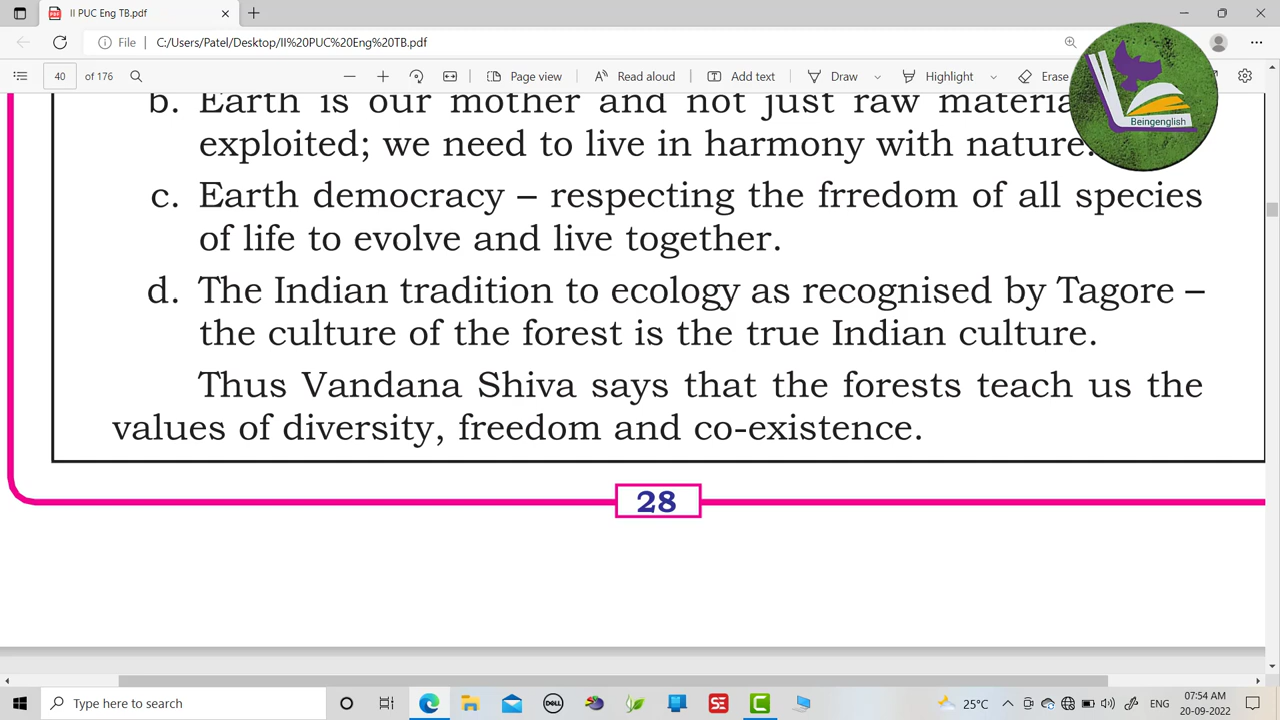 II PUC Eng TB.pdf
File C:/Users/Patel/Desktop/II%20PUC%20Eng%20TB.pdf
40 of 176 Page view Read aloud Add text Draw Highlight Erase
b. Earth is our mother and not just raw
exploited; we need to live in harmony with nature.
c. Earth democracy – respecting the frredom of all species
of life to evolve and live together.
d. The Indian tradition to ecology as recognised by Tagore –
the culture of the forest is the true Indian culture.
Thus Vandana Shiva says that the forests teach us the
values of diversity, freedom and co-existence.
28
Beingenglish
Type here to search
DELL
SE
25°C
ENG
07:54 AM
20-09-2022